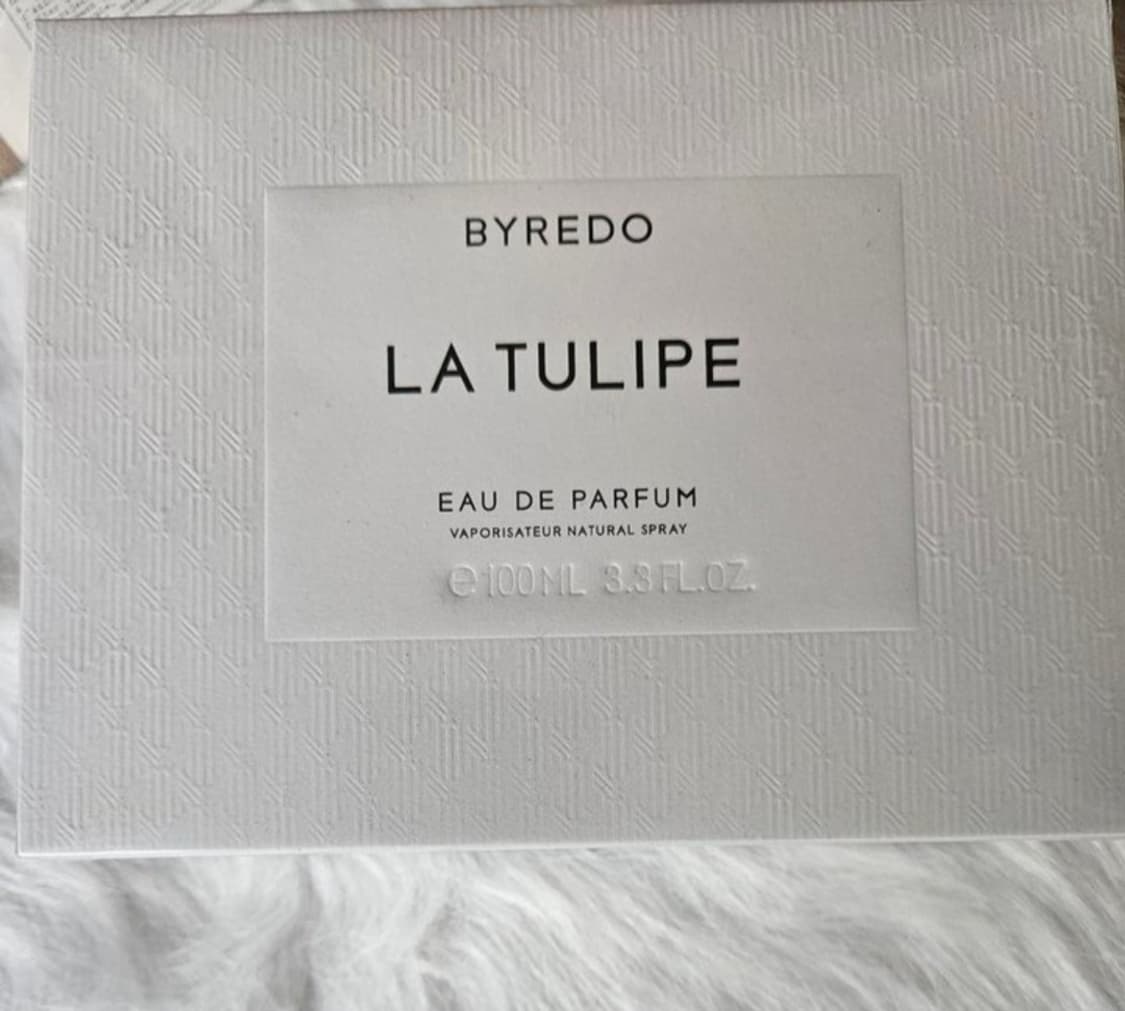 BYREDO
LA TULIPE
EAU DE PARFUM
VAPORISATEUR NATURAL SPRAY
℮ 100 ML 3.3 FL.OZ.